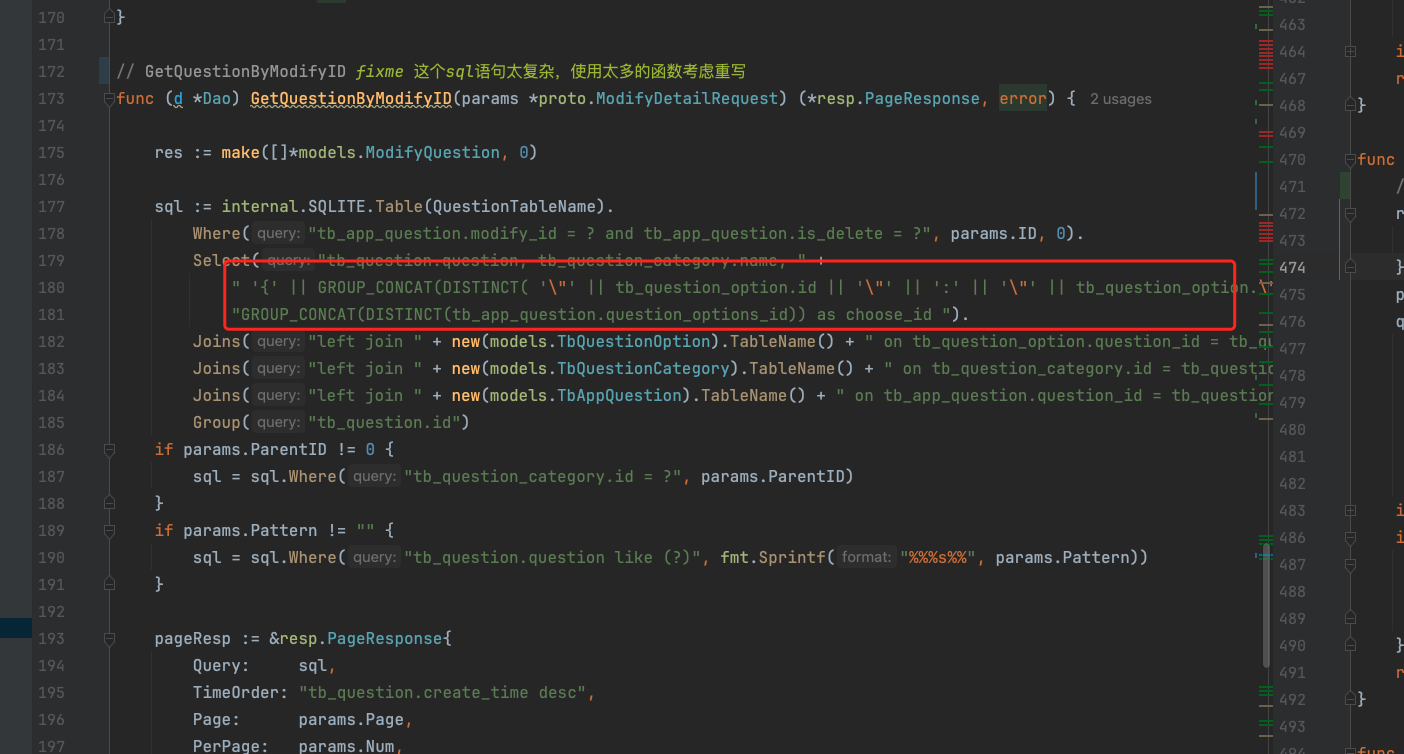 170 }
171
172 // GetQuestionByModifyID fixme 这个sql语句太复杂，使用太多的函数考虑重写
173 func (d *Dao) GetQuestionByModifyID(params *proto.ModifyDetailRequest) (*resp.PageResponse, error) { 2 usages
174
175 res := make([]*models.ModifyQuestion, 0)
176
177 sql := internal.SQLITE.Table(QuestionTableName).
178 Where( query: "tb_app_question.modify_id = ? and tb_app_question.is_delete = ?", params.ID, 0).
179 Select( query: "tb_question.question, tb_question_category.name, " +
180 " '{' || GROUP_CONCAT(DISTINCT( '\"' || tb_question_option.id || '\"' || ':' || '\"' || tb_question_option.
181 "GROUP_CONCAT(DISTINCT(tb_app_question.question_options_id)) as choose_id ").
182 Joins( query: "left join " + new(models.TbQuestionOption).TableName() + " on tb_question_option.question_id = tb_qu
183 Joins( query: "left join " + new(models.TbQuestionCategory).TableName() + " on tb_question_category.id = tb_questio
184 Joins( query: "left join " + new(models.TbAppQuestion).TableName() + " on tb_app_question.question_id = tb_question
185 Group( query: "tb_question.id")
186 if params.ParentID != 0 {
187 sql = sql.Where( query: "tb_question_category.id = ?", params.ParentID)
188 }
189 if params.Pattern != "" {
190 sql = sql.Where( query: "tb_question.question like (?)", fmt.Sprintf( format: "%%%s%%", params.Pattern))
191 }
192
193 pageResp := &resp.PageResponse{
194 Query: sql,
195 TimeOrder: "tb_question.create_time desc",
196 Page: params.Page,
197 PerPage: params.Num,
463
464 i
467 r
468 }
469
470 func
471 /
472 r
473
474 }
475 p
476 q
477
478
479
480
481
482
483 i
486 i
487
488
489
490 }
491 r
492 }
493
func